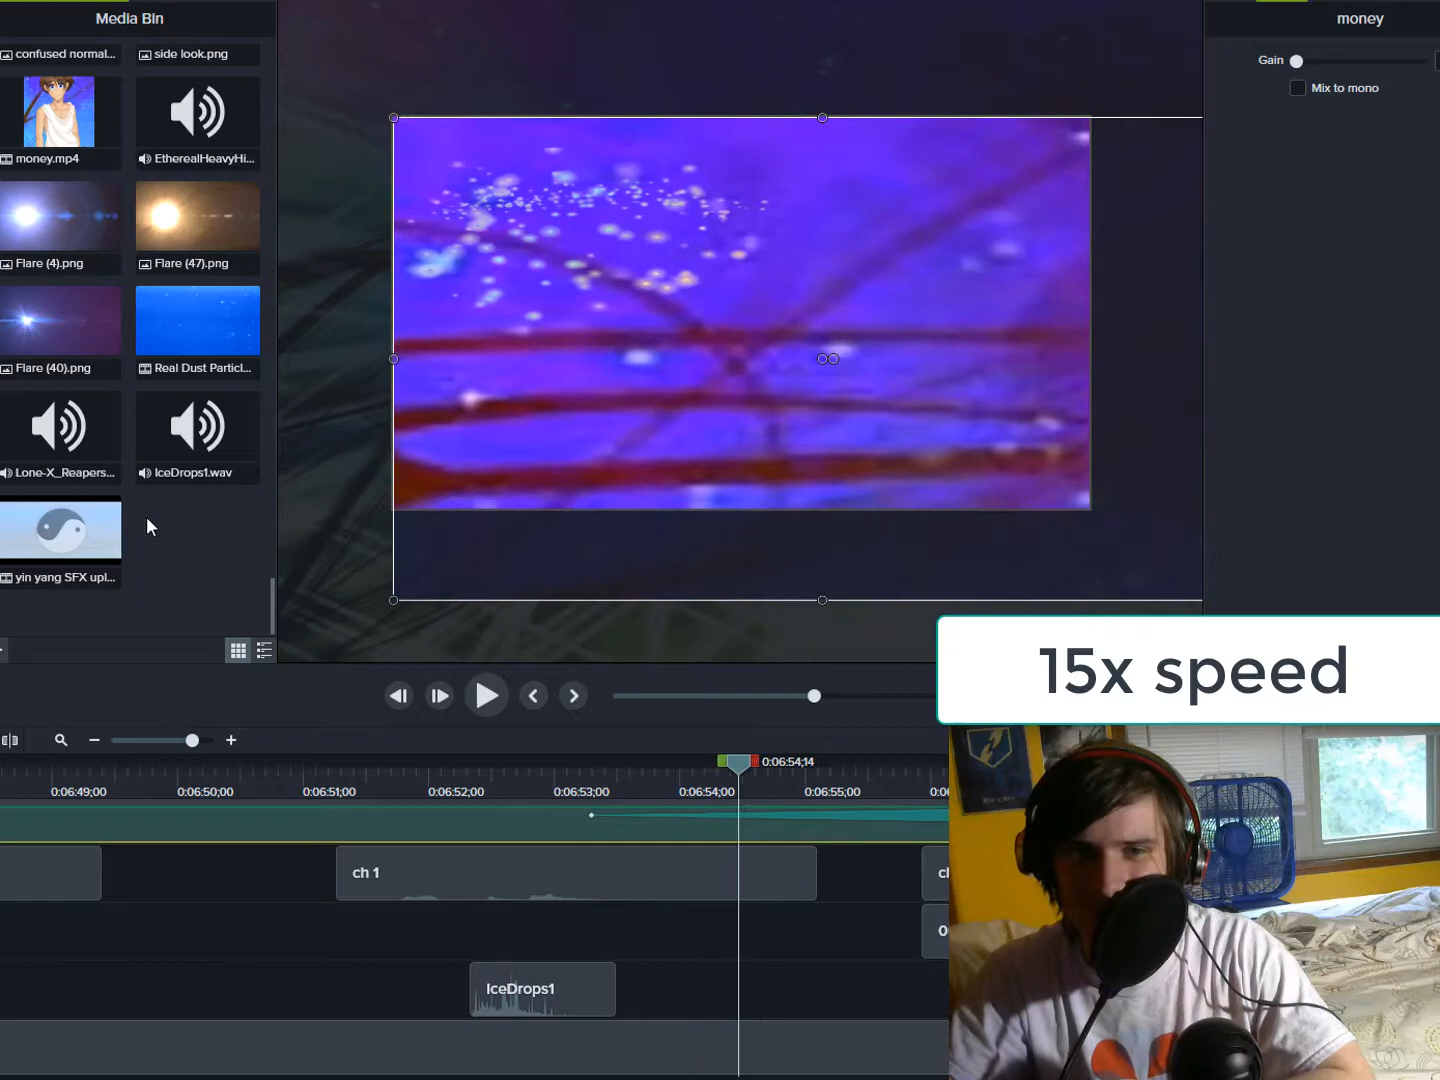 Media Bin
money
confused normal...
side look.png
Gain
Mix to mono
money.mp4
EtherealHeavyHi...
Flare (4).png
Flare (47).png
Flare (40).png
Real Dust Particl...
Lone-X_Reapers...
IceDrops1.wav
yin yang SFX upl...
15x speed
0:06:54;14
0:06:49;00
0:06:50;00
0:06:51;00
0:06:52;00
0:06:53;00
0:06:54;00
0:06:55;00
ch 1
IceDrops1